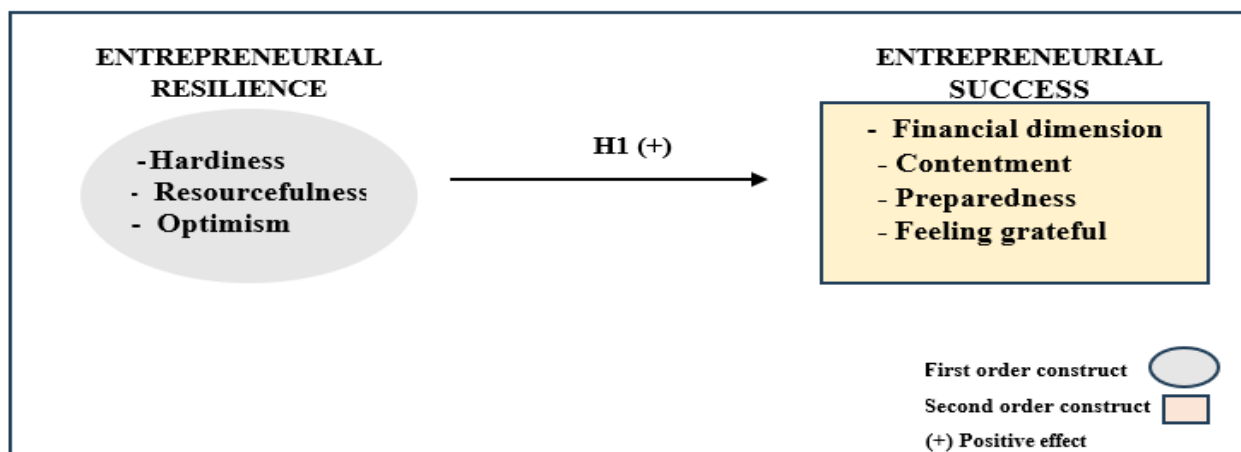 ENTREPRENEURIAL
RESILIENCE
-Hardiness
- Resourcefulness
- Optimism
H1 (+)
ENTREPRENEURIAL
SUCCESS
- Financial dimension
- Contentment
- Preparedness
- Feeling grateful
First order construct
Second order construct
(+) Positive effect